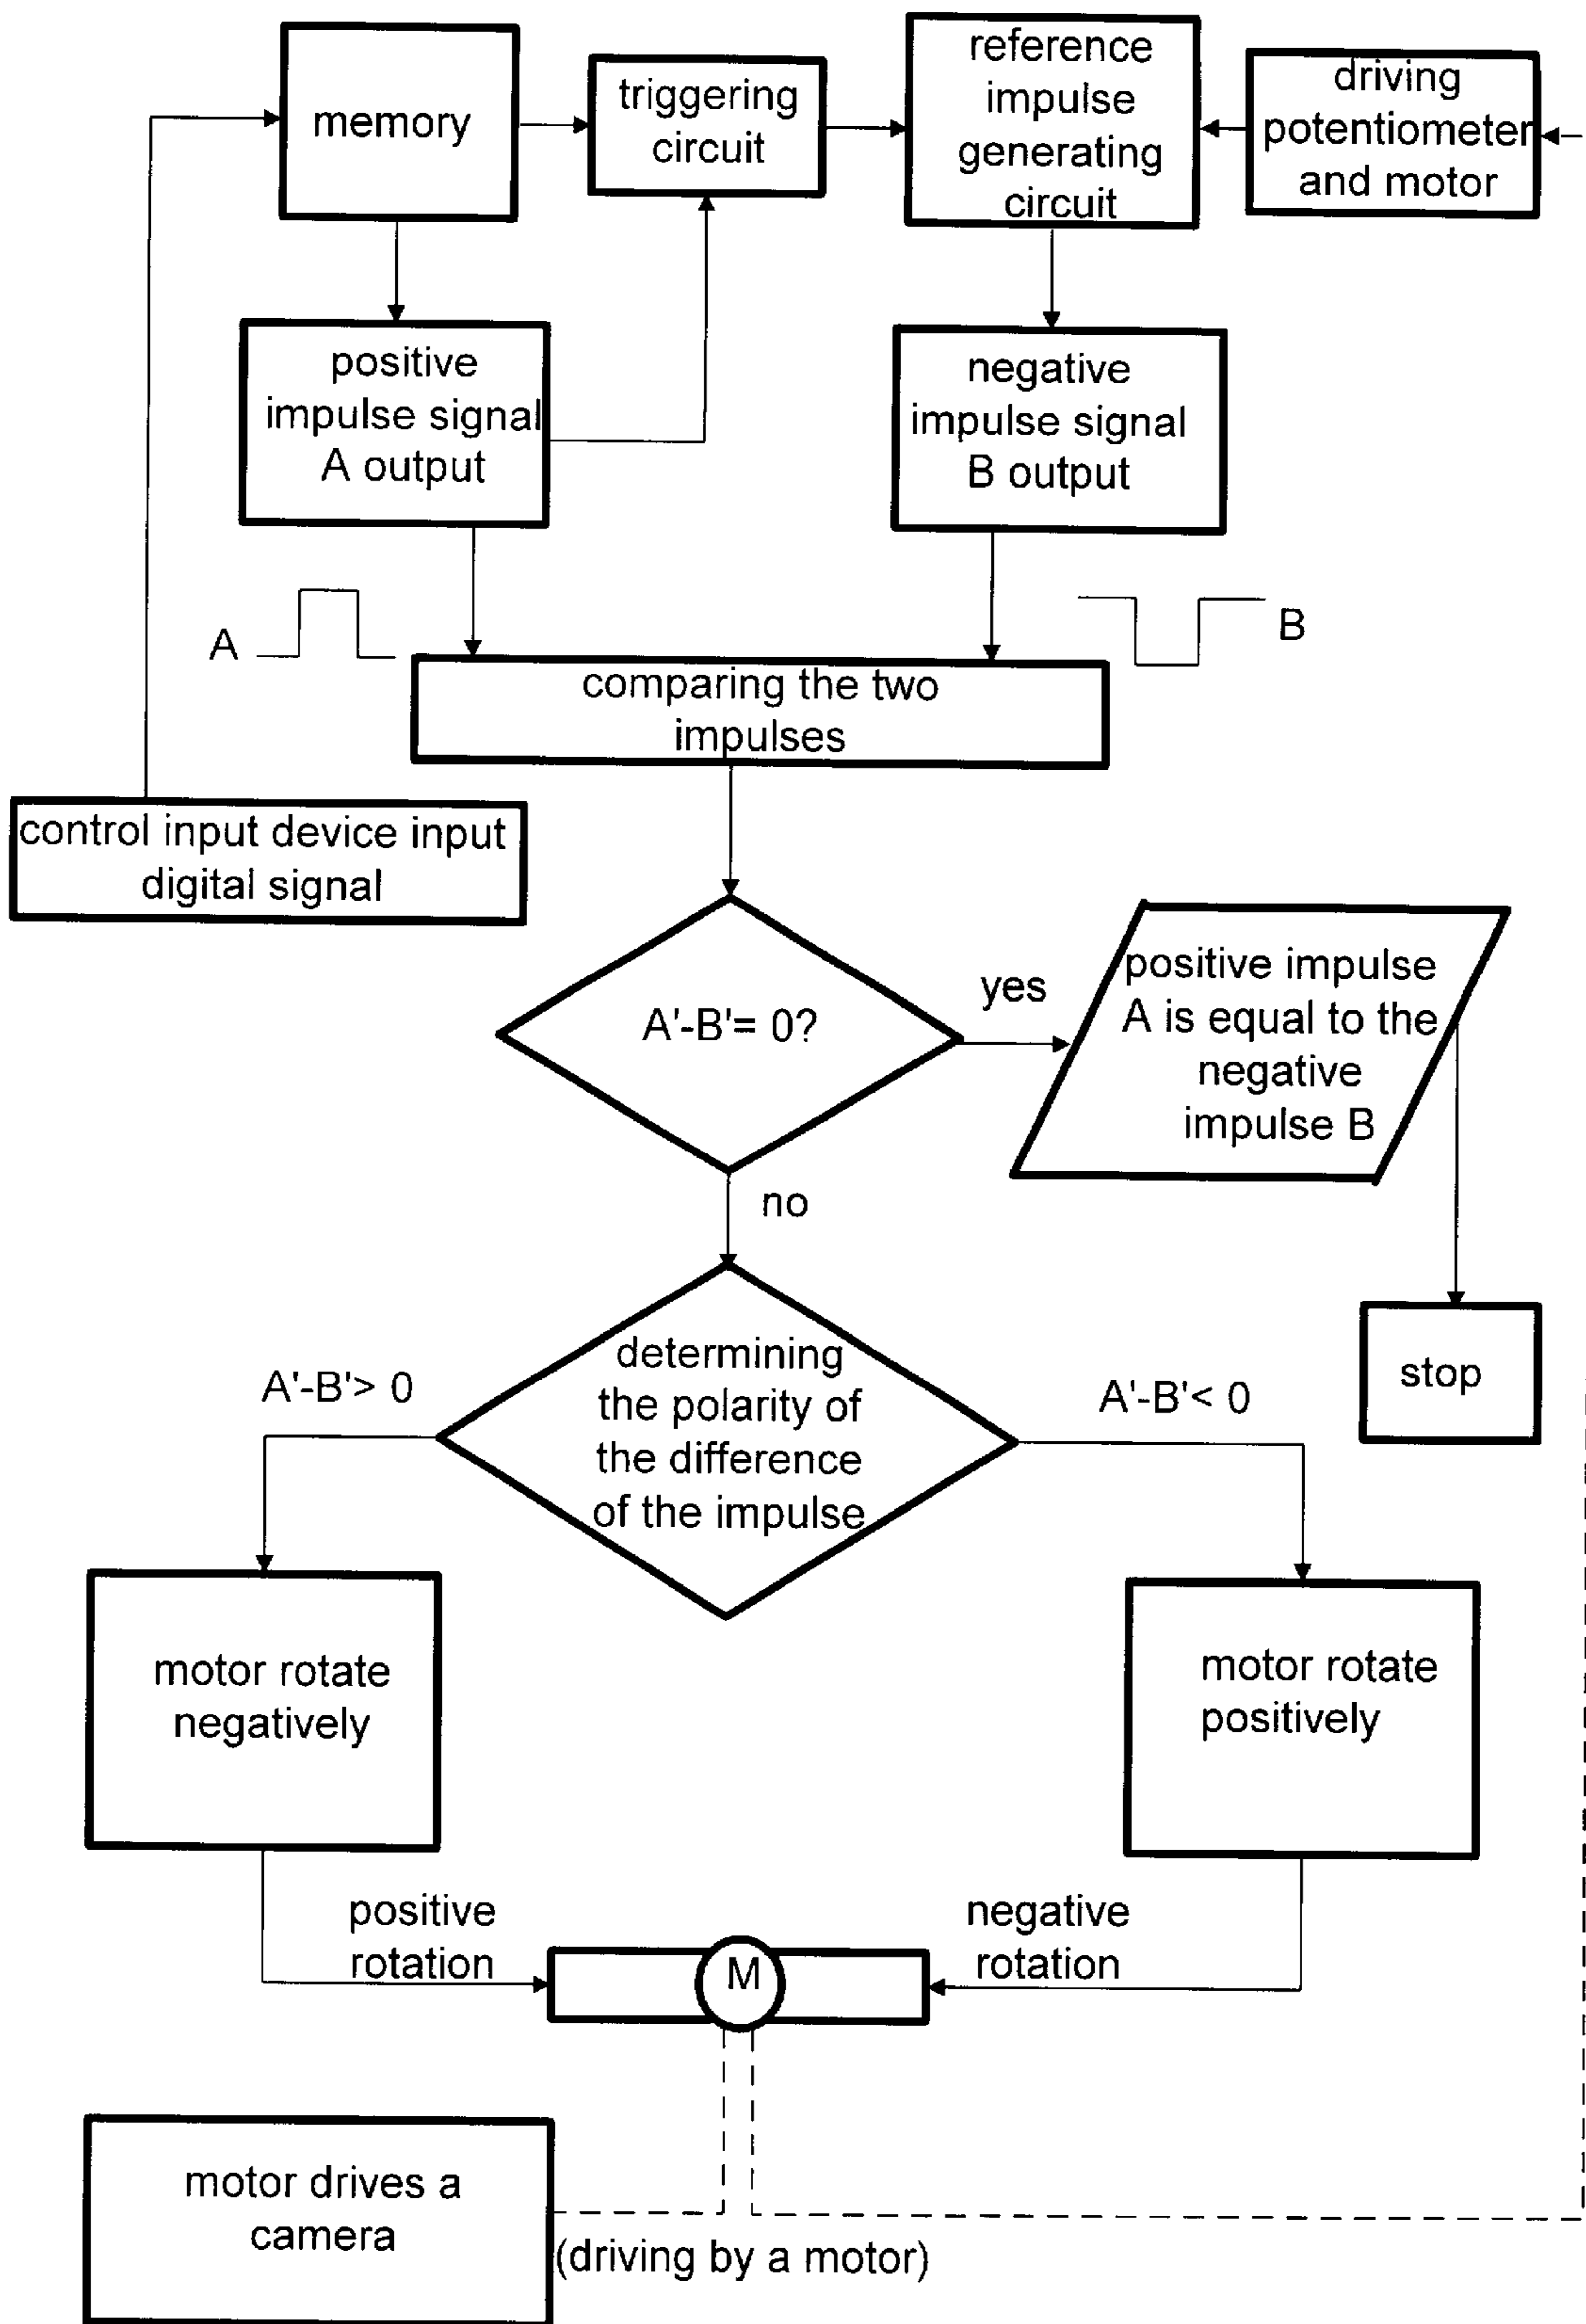 memory
triggering
circuit
reference
impulse
generating
circuit
driving
potentiometer
and motor
positive
impulse signal
A output
negative
impulse signal
B output
A
B
comparing the two
impulses
control input device input
digital signal
A'-B'= 0?
yes
positive impulse
A is equal to the
negative
impulse B
no
stop
determining
the polarity of
the difference
of the impulse
A'-B'> 0
A'-B'< 0
motor rotate
negatively
motor rotate
positively
positive
rotation
M
negative
rotation
motor drives a
camera
(driving by a motor)